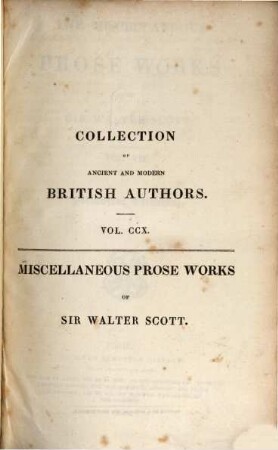 COLLECTION
OF
ANCIENT AND MODERN
BRITISH AUTHORS.
VOL. CCX.
MISCELLANEOUS PROSE WORKS
OF
SIR WALTER SCOTT.